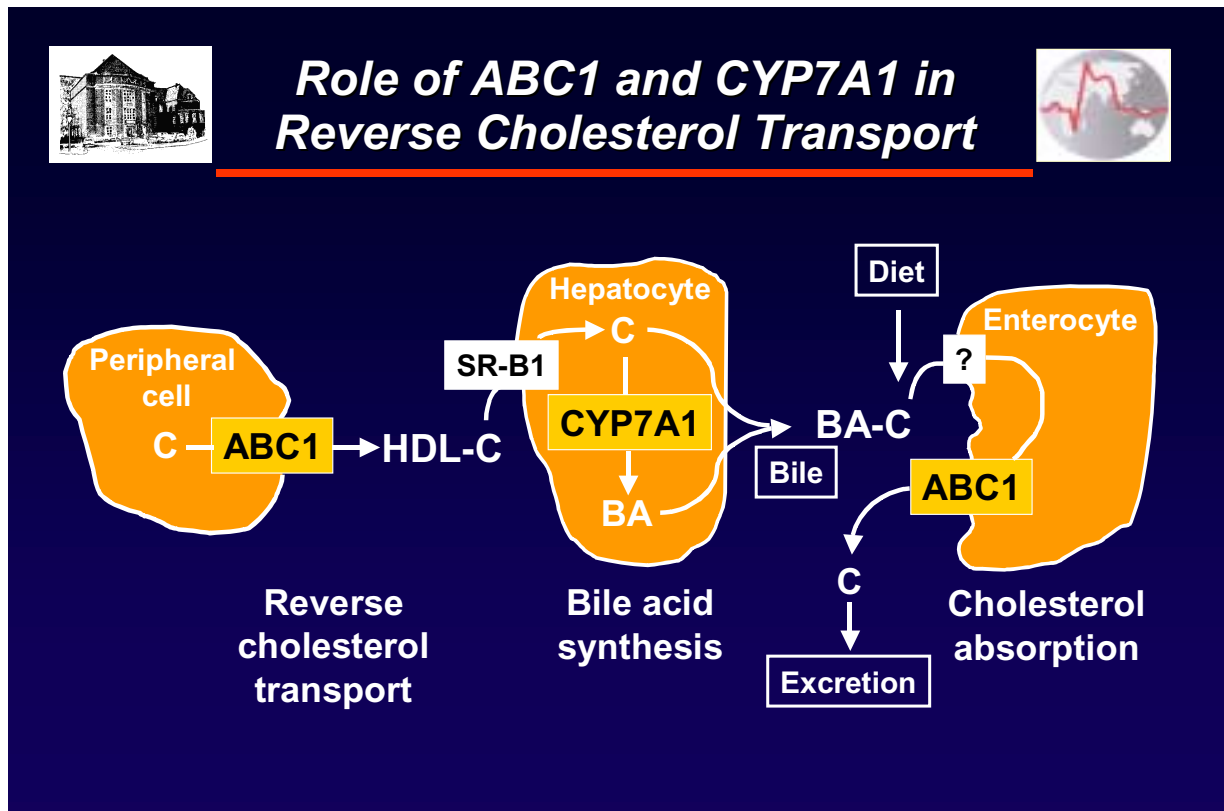 Role of ABC1 and CYP7A1 in
Reverse Cholesterol Transport
Peripheral
cell
C
ABC1
HDL-C
SR-B1
Hepatocyte
C
CYP7A1
BA
Diet
BA-C
Bile
?
Enterocyte
ABC1
C
Excretion
Reverse
cholesterol
transport
Bile acid
synthesis
Cholesterol
absorption